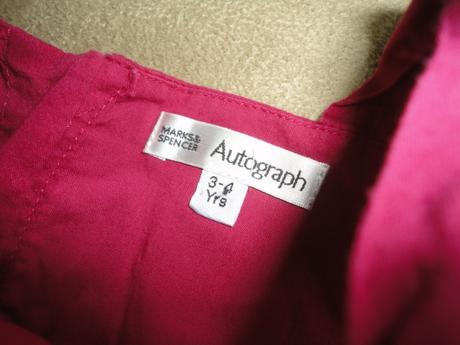 MARKS&
SPENCER
Autograph
3-4
Yrs